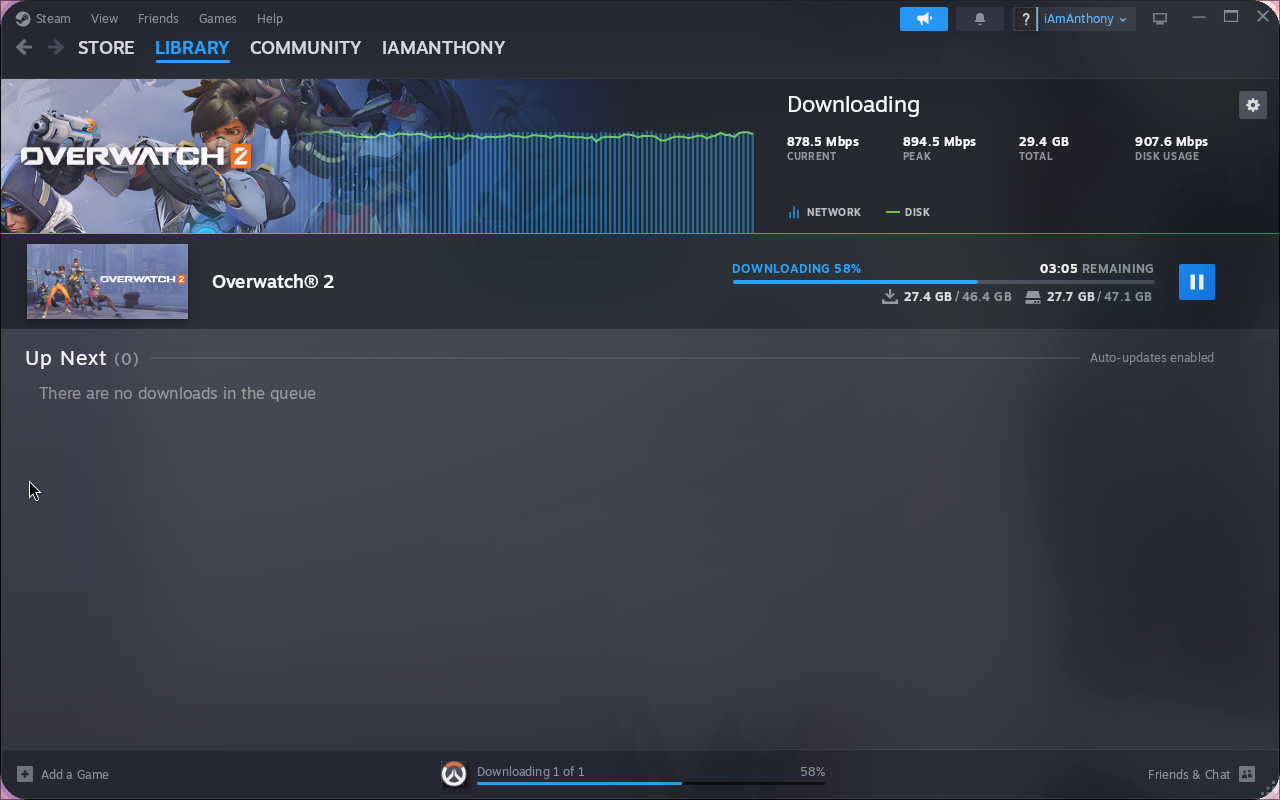 Steam View Friends Games Help
? iAmAnthony
STORE LIBRARY COMMUNITY IAMANTHONY
OVERWATCH 2
Downloading
878.5 Mbps 894.5 Mbps 29.4 GB 907.6 Mbps
CURRENT PEAK TOTAL DISK USAGE
NETWORK DISK
OVERWATCH 2
Overwatch® 2
DOWNLOADING 58% 03:05 REMAINING
27.4 GB / 46.4 GB 27.7 GB / 47.1 GB
Up Next (0) Auto-updates enabled
There are no downloads in the queue
Add a Game
Downloading 1 of 1 58%
Friends & Chat